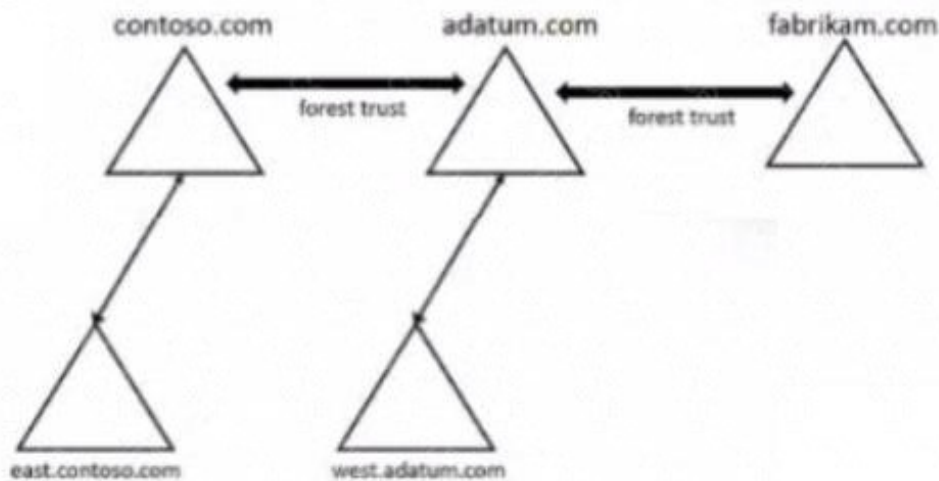 contoso.com
adatum.com
fabrikam.com
forest trust
forest trust
east.contoso.com
west.adatum.com